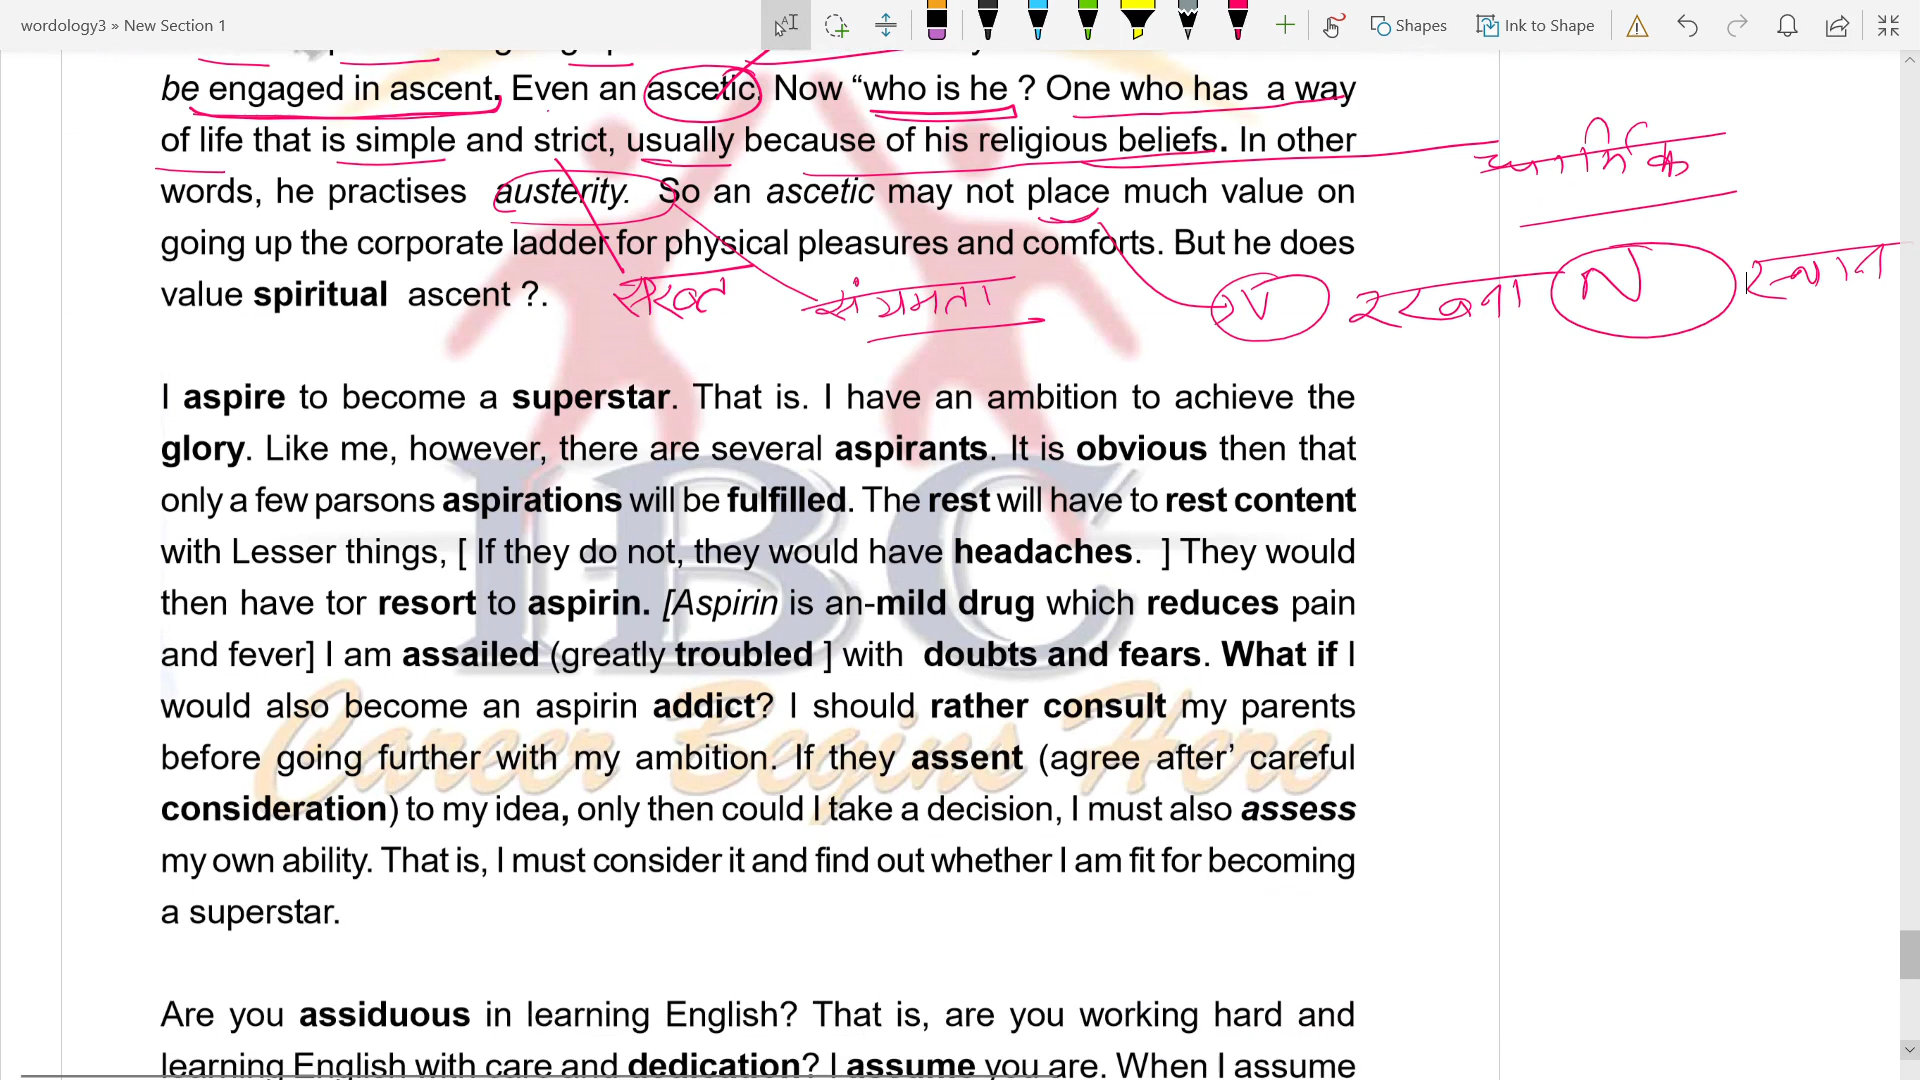 wordology3 » New Section 1
Shapes
Ink to Shape
be engaged in ascent. Even an ascetic. Now “who is he ? One who has a way
of life that is simple and strict, usually because of his religious beliefs. In other
धार्मिक
words, he practises austerity. So an ascetic may not place much value on
going up the corporate ladder for physical pleasures and comforts. But he does
value spiritual ascent ?.
सख्त संयमता V रखना N स्थान
I aspire to become a superstar. That is. I have an ambition to achieve the
glory. Like me, however, there are several aspirants. It is obvious then that
only a few parsons aspirations will be fulfilled. The rest will have to rest content
with Lesser things, [ If they do not, they would have headaches. ] They would
then have tor resort to aspirin. [Aspirin is an-mild drug which reduces pain
and fever] I am assailed (greatly troubled ] with doubts and fears. What if I
would also become an aspirin addict? I should rather consult my parents
before going further with my ambition. If they assent (agree after’ careful
consideration) to my idea, only then could I take a decision, I must also assess
my own ability. That is, I must consider it and find out whether I am fit for becoming
a superstar.
IBC
Career Begins Here
Are you assiduous in learning English? That is, are you working hard and
learning English with care and dedication? I assume you are. When I assume